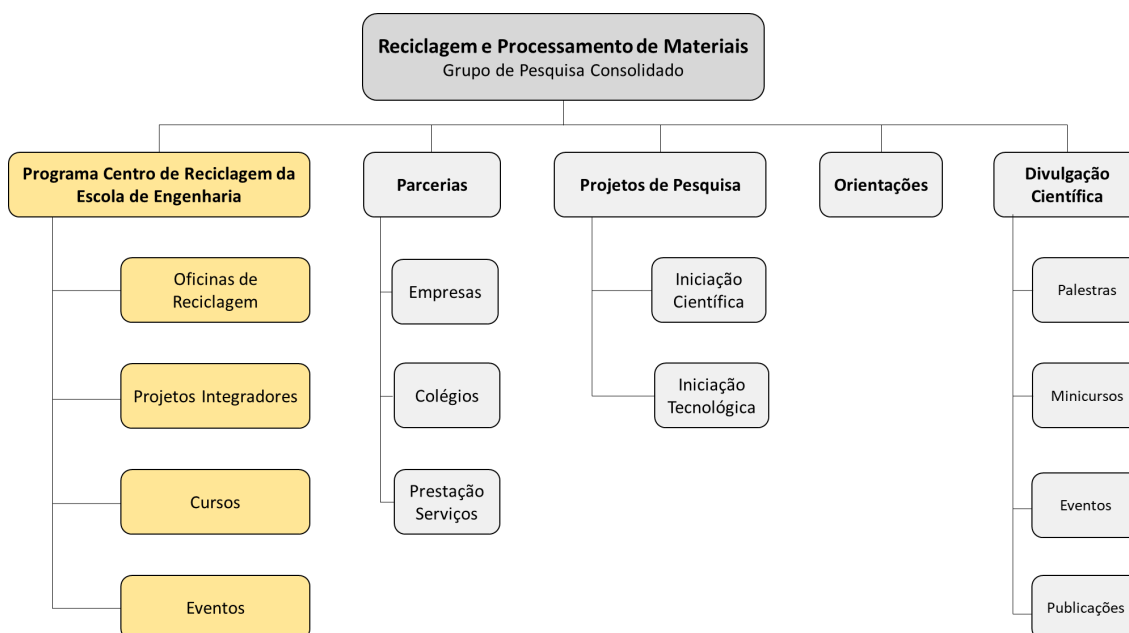 Reciclagem e Processamento de Materiais
Grupo de Pesquisa Consolidado
Programa Centro de Reciclagem da
Escola de Engenharia
Parcerias
Projetos de Pesquisa
Orientações
Divulgação
Científica
Oficinas de
Reciclagem
Empresas
Iniciação
Científica
Palestras
Projetos Integradores
Colégios
Iniciação
Tecnológica
Minicursos
Cursos
Prestação
Serviços
Eventos
Eventos
Publicações